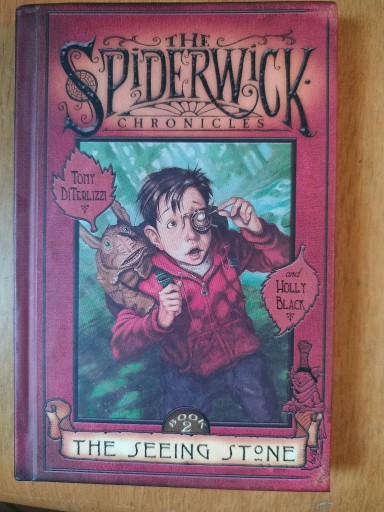 THE
SPIDERWICK
CHRONICLES
TONY
DITERLIZZI
and
HOLLY
BLACK
BOOK
2
THE SEEING STONE